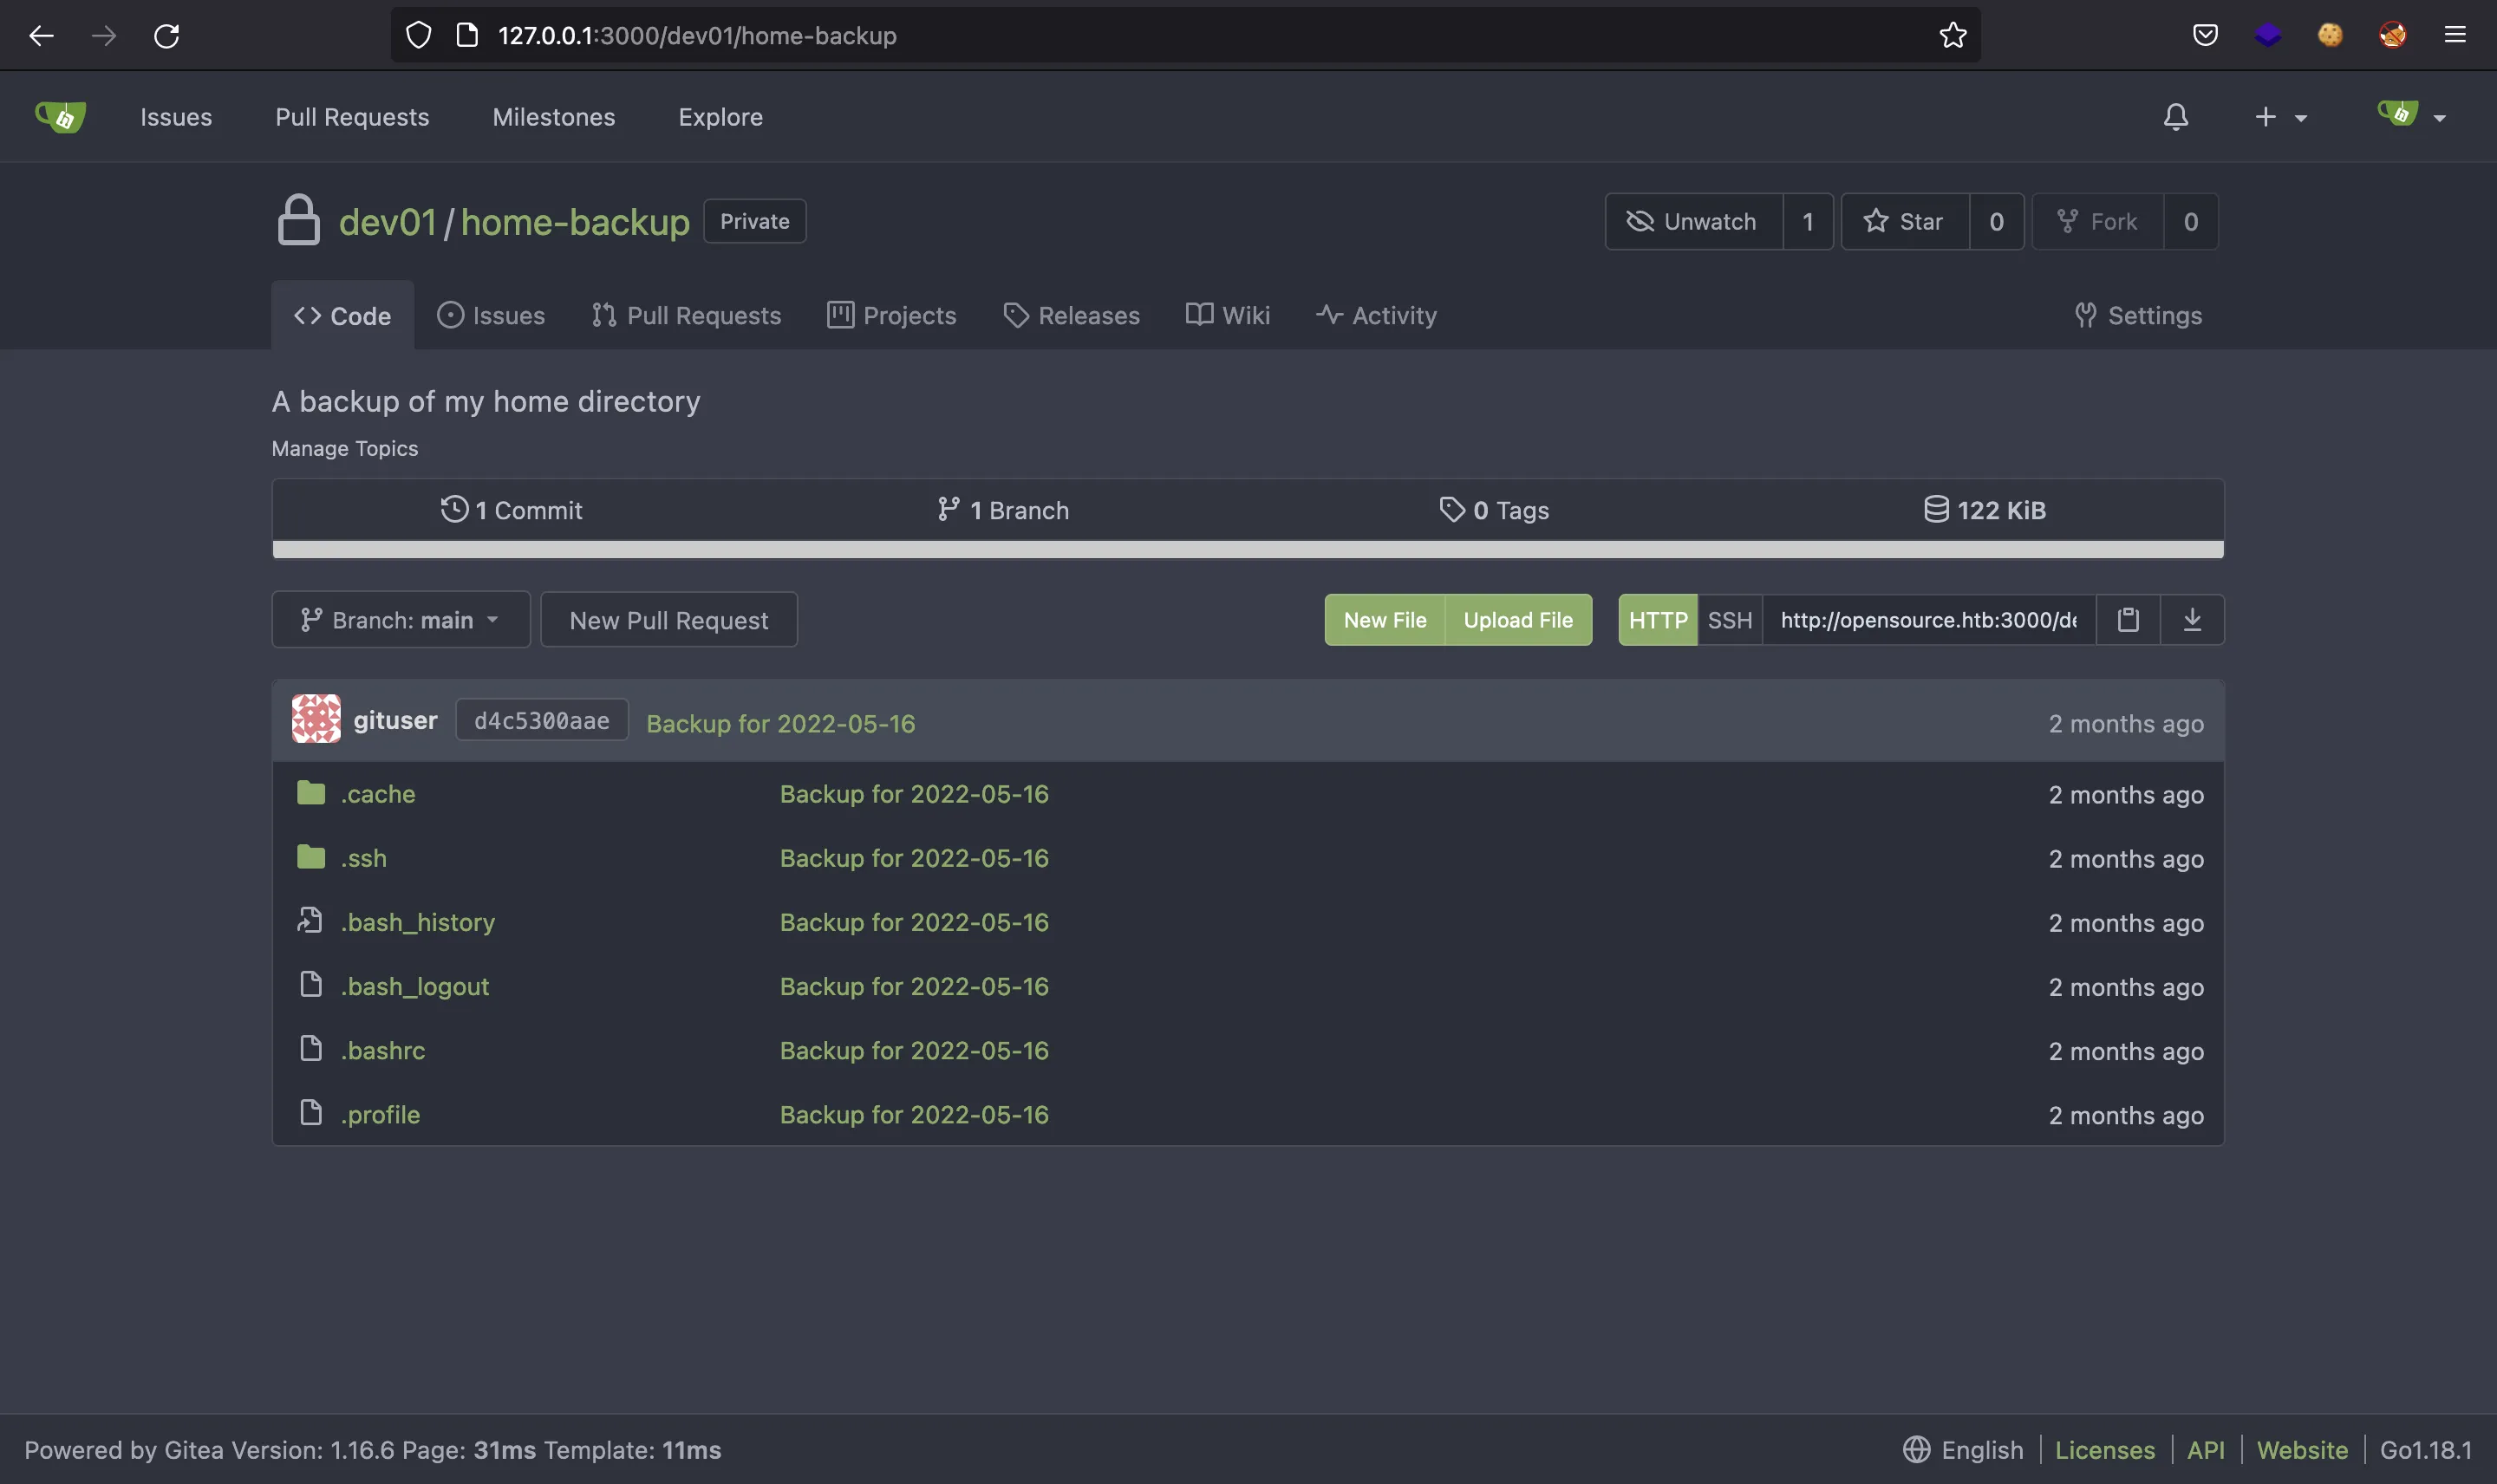 127.0.0.1:3000/dev01/home-backup
Issues Pull Requests Milestones Explore
dev01/home-backup Private Unwatch 1 Star 0 Fork 0
Code Issues Pull Requests Projects Releases Wiki Activity Settings
A backup of my home directory
Manage Topics
1 Commit 1 Branch 0 Tags 122 KiB
Branch: main New Pull Request New File Upload File HTTP SSH http://opensource.htb:3000/de
gituser d4c5300aae Backup for 2022-05-16 2 months ago
.cache Backup for 2022-05-16 2 months ago
.ssh Backup for 2022-05-16 2 months ago
.bash_history Backup for 2022-05-16 2 months ago
.bash_logout Backup for 2022-05-16 2 months ago
.bashrc Backup for 2022-05-16 2 months ago
.profile Backup for 2022-05-16 2 months ago
Powered by Gitea Version: 1.16.6 Page: 31ms Template: 11ms English Licenses API Website Go1.18.1